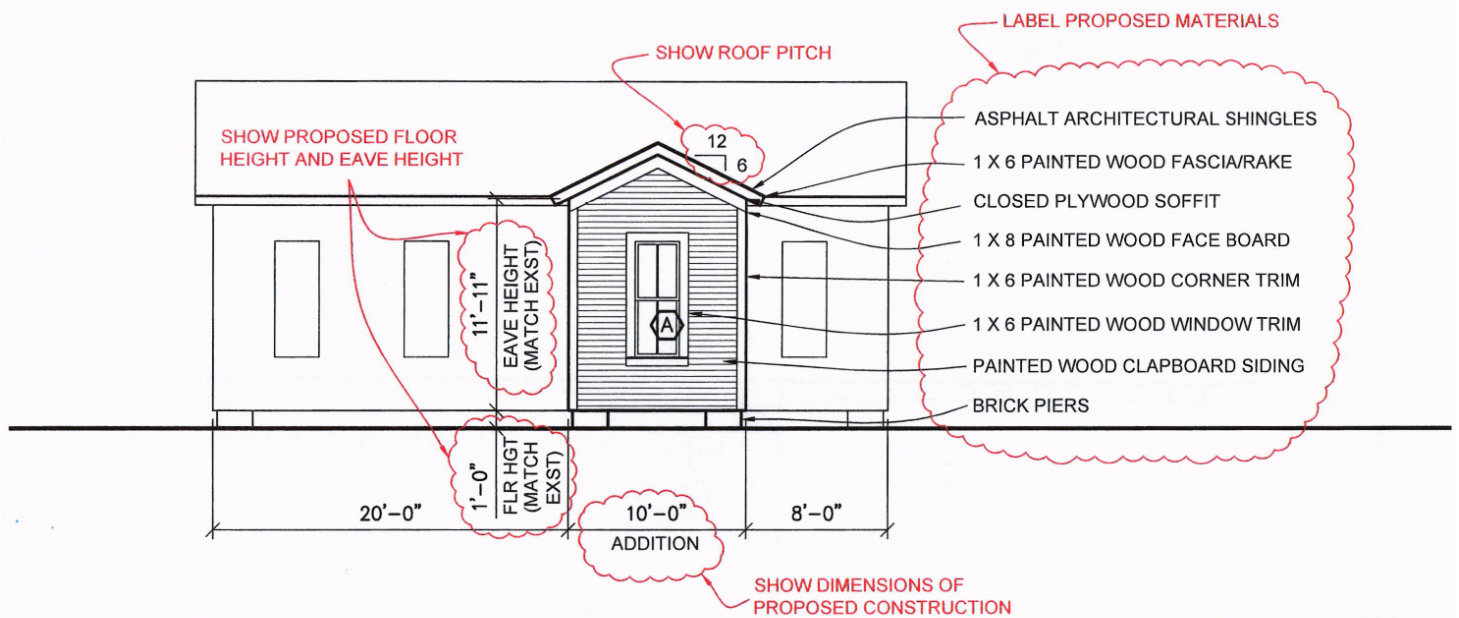 LABEL PROPOSED MATERIALS
SHOW ROOF PITCH
SHOW PROPOSED FLOOR
HEIGHT AND EAVE HEIGHT
12
6
ASPHALT ARCHITECTURAL SHINGLES
1 X 6 PAINTED WOOD FASCIA/RAKE
CLOSED PLYWOOD SOFFIT
1 X 8 PAINTED WOOD FACE BOARD
1 X 6 PAINTED WOOD CORNER TRIM
1 X 6 PAINTED WOOD WINDOW TRIM
PAINTED WOOD CLAPBOARD SIDING
BRICK PIERS
11'-11"
EAVE HEIGHT
(MATCH EXST)
A
1'-0"
FLR HGT
(MATCH
EXST)
20'-0"
10'-0"
8'-0"
ADDITION
SHOW DIMENSIONS OF
PROPOSED CONSTRUCTION